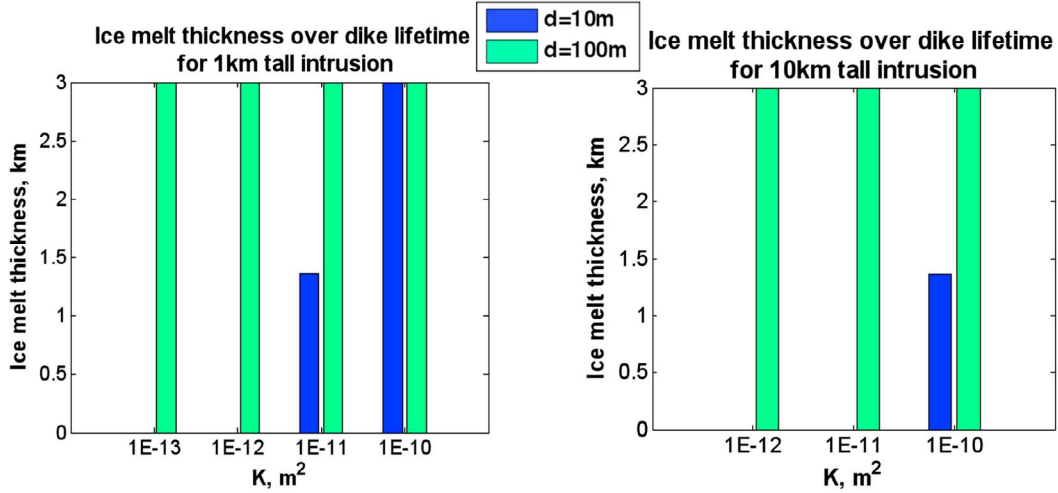 Ice melt thickness over dike lifetime
for 1km tall intrusion
Ice melt thickness, km
3
2.5
2
1.5
1
0.5
0
1E-13 1E-12 1E-11 1E-10
K, m²
d=10m
d=100m
Ice melt thickness over dike lifetime
for 10km tall intrusion
Ice melt thickness, km
3
2.5
2
1.5
1
0.5
0
1E-12 1E-11 1E-10
K, m²